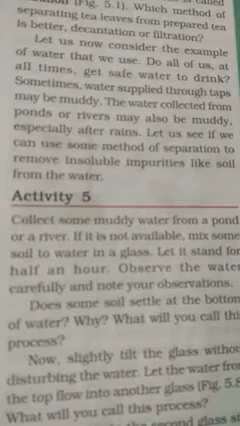 (Fig. 5.1). Which method of
separating tea leaves from prepared tea
is better, decantation or filtration?
Let us now consider the example
of water that we use. Do all of us, at
all times, get safe water to drink?
Sometimes, water supplied through taps
may be muddy. The water collected from
ponds or rivers may also be muddy,
especially after rains. Let us see if we
can use some method of separation to
remove insoluble impurities like soil
from the water.
Activity 5
Collect some muddy water from a pond
or a river. If it is not available, mix some
soil to water in a glass. Let it stand for
half an hour. Observe the water
carefully and note your observations.
Does some soil settle at the bottom
of water? Why? What will you call thi
process?
Now, slightly tilt the glass withou
disturbing the water. Let the water fro
the top flow into another glass (Fig. 5.8
What will you call this process?
second glass st